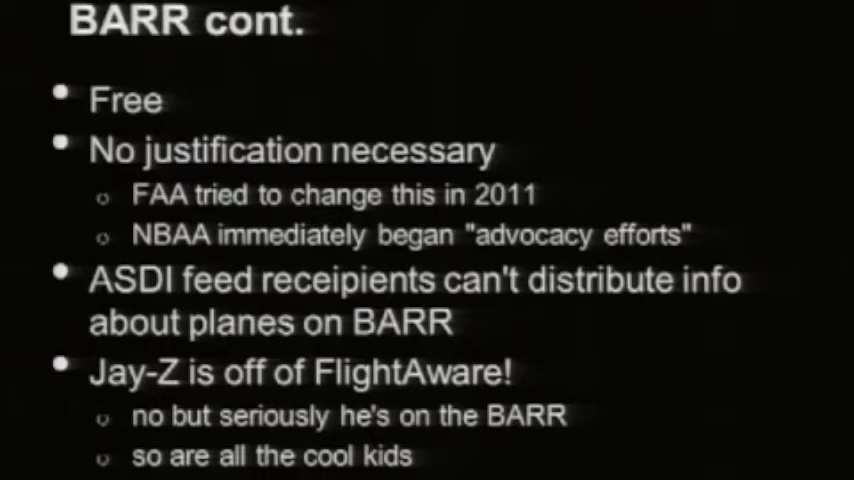 BARR cont.
• Free
• No justification necessary
o FAA tried to change this in 2011
o NBAA immediately began "advocacy efforts"
• ASDI feed receipients can't distribute info
about planes on BARR
• Jay-Z is off of FlightAware!
o no but seriously he's on the BARR
o so are all the cool kids